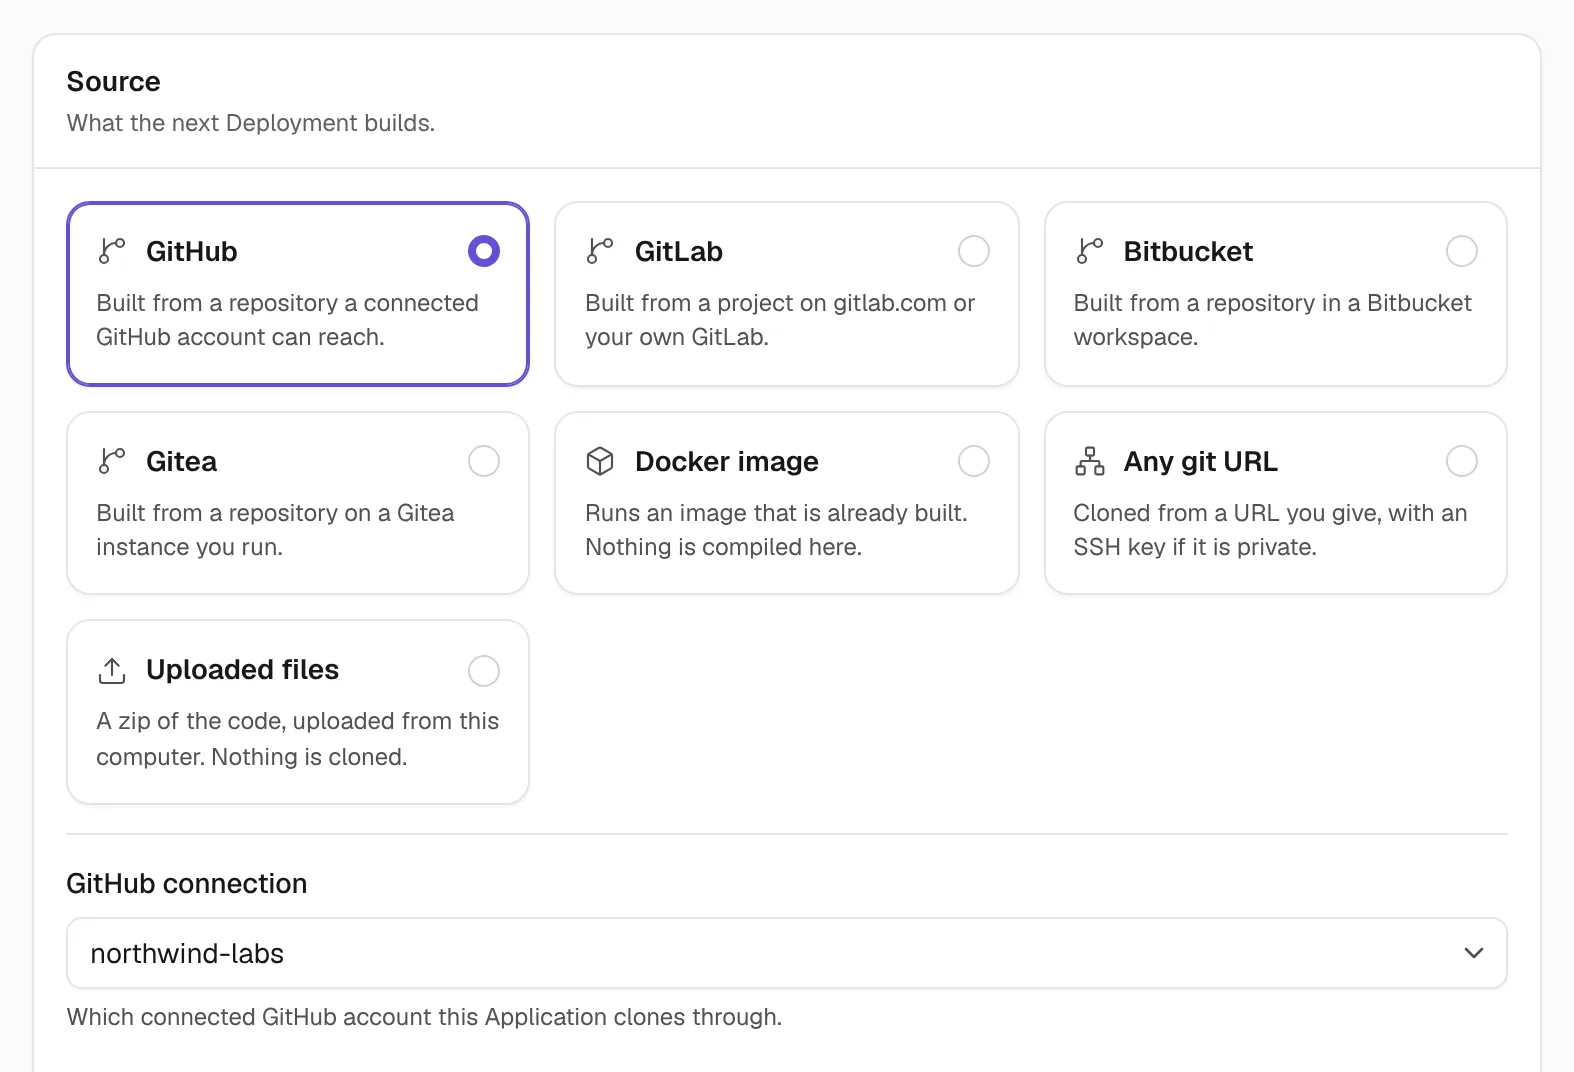 Source
What the next Deployment builds.
GitHub
Built from a repository a connected
GitHub account can reach.
GitLab
Built from a project on gitlab.com or
your own GitLab.
Bitbucket
Built from a repository in a Bitbucket
workspace.
Gitea
Built from a repository on a Gitea
instance you run.
Docker image
Runs an image that is already built.
Nothing is compiled here.
Any git URL
Cloned from a URL you give, with an
SSH key if it is private.
Uploaded files
A zip of the code, uploaded from this
computer. Nothing is cloned.
GitHub connection
northwind-labs
Which connected GitHub account this Application clones through.